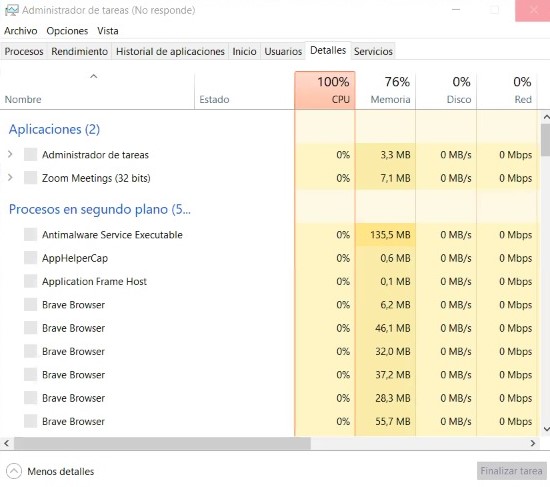 Administrador de tareas (No responde)
Archivo Opciones Vista
Procesos Rendimiento Historial de aplicaciones Inicio Usuarios Detalles Servicios
100% 76% 0% 0%
Nombre Estado CPU Memoria Disco Red
Aplicaciones (2)
Administrador de tareas 0% 3,3 MB 0 MB/s 0 Mbps
Zoom Meetings (32 bits) 0% 7,1 MB 0 MB/s 0 Mbps
Procesos en segundo plano (5...
Antimalware Service Executable 0% 135,5 MB 0 MB/s 0 Mbps
AppHelperCap 0% 0,6 MB 0 MB/s 0 Mbps
Application Frame Host 0% 0,1 MB 0 MB/s 0 Mbps
Brave Browser 0% 6,2 MB 0 MB/s 0 Mbps
Brave Browser 0% 46,1 MB 0 MB/s 0 Mbps
Brave Browser 0% 32,0 MB 0 MB/s 0 Mbps
Brave Browser 0% 37,2 MB 0 MB/s 0 Mbps
Brave Browser 0% 28,3 MB 0 MB/s 0 Mbps
Brave Browser 0% 55,7 MB 0 MB/s 0 Mbps
Menos detalles Finalizar tarea